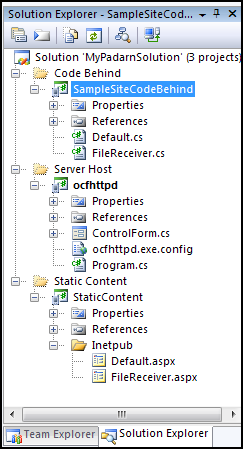 Solution Explorer - SampleSiteCod...
Solution 'MyPadarnSolution' (3 projects)
Code Behind
SampleSiteCodeBehind
Properties
References
Default.cs
FileReceiver.cs
Server Host
ocfhttpd
Properties
References
ControlForm.cs
ocfhttpd.exe.config
Program.cs
Static Content
StaticContent
Properties
References
Inetpub
Default.aspx
FileReceiver.aspx
Team Explorer
Solution Explorer